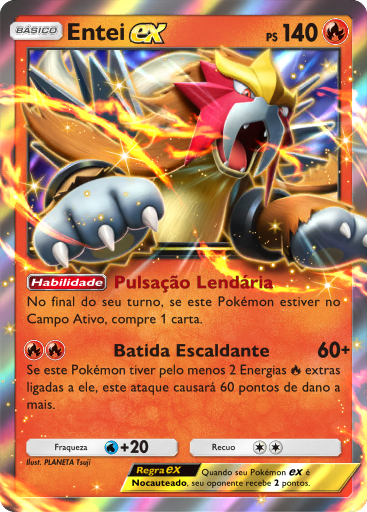 BÁSICO Entei ex PS 140
Habilidade Pulsação Lendária
No final do seu turno, se este Pokémon estiver no
Campo Ativo, compre 1 carta.
Batida Escaldante 60+
Se este Pokémon tiver pelo menos 2 Energias extras
ligadas a ele, este ataque causará 60 pontos de dano a
mais.
Fraqueza +20 Recuo
Ilust. PLANETA Tsuji
Regra ex Quando seu Pokémon ex é
Nocauteado, seu oponente recebe 2 pontos.